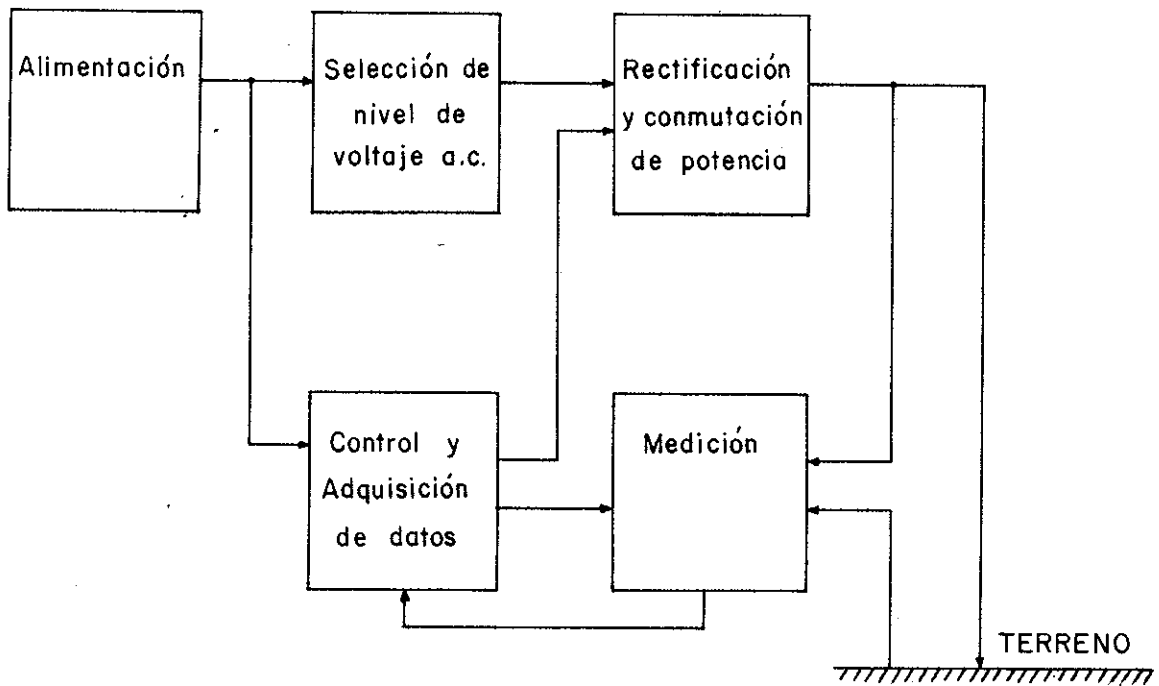 Alimentación
Selección de
nivel de
voltaje a.c.
Rectificación
y conmutación
de potencia
Control y
Adquisición
de datos
Medición
TERRENO